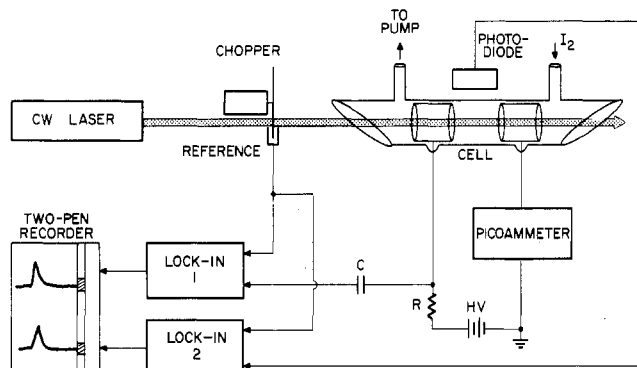 TO
PUMP
PHOTO-
DIODE
I2
CHOPPER
CW LASER
REFERENCE
CELL
TWO-PEN
RECORDER
LOCK-IN
1
C
R
HV
PICOAMMETER
LOCK-IN
2